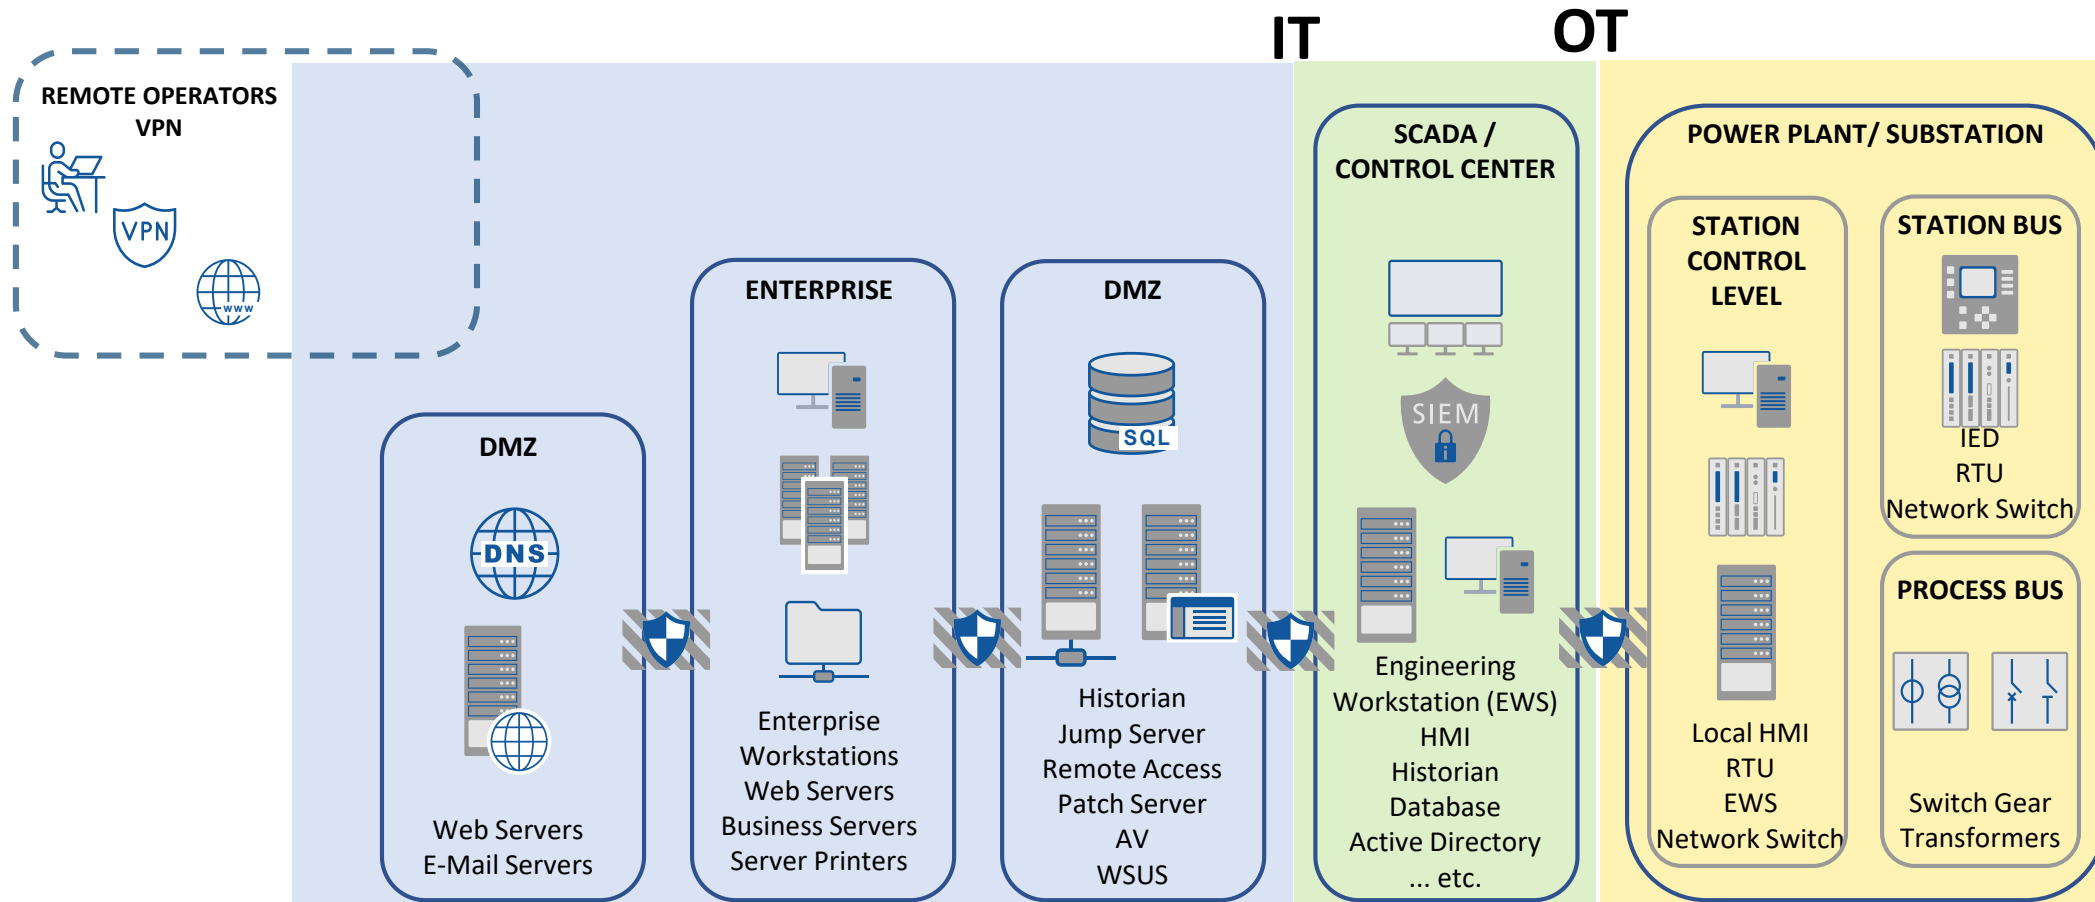 IT
OT
REMOTE OPERATORS
VPN
VPN
www
DMZ
DNS
Web Servers
E-Mail Servers
ENTERPRISE
Enterprise
Workstations
Web Servers
Business Servers
Server Printers
DMZ
SQL
Historian
Jump Server
Remote Access
Patch Server
AV
WSUS
SCADA /
CONTROL CENTER
SIEM
Engineering
Workstation (EWS)
HMI
Historian
Database
Active Directory
... etc.
POWER PLANT/ SUBSTATION
STATION
CONTROL
LEVEL
Local HMI
RTU
EWS
Network Switch
STATION BUS
IED
RTU
Network Switch
PROCESS BUS
Switch Gear
Transformers